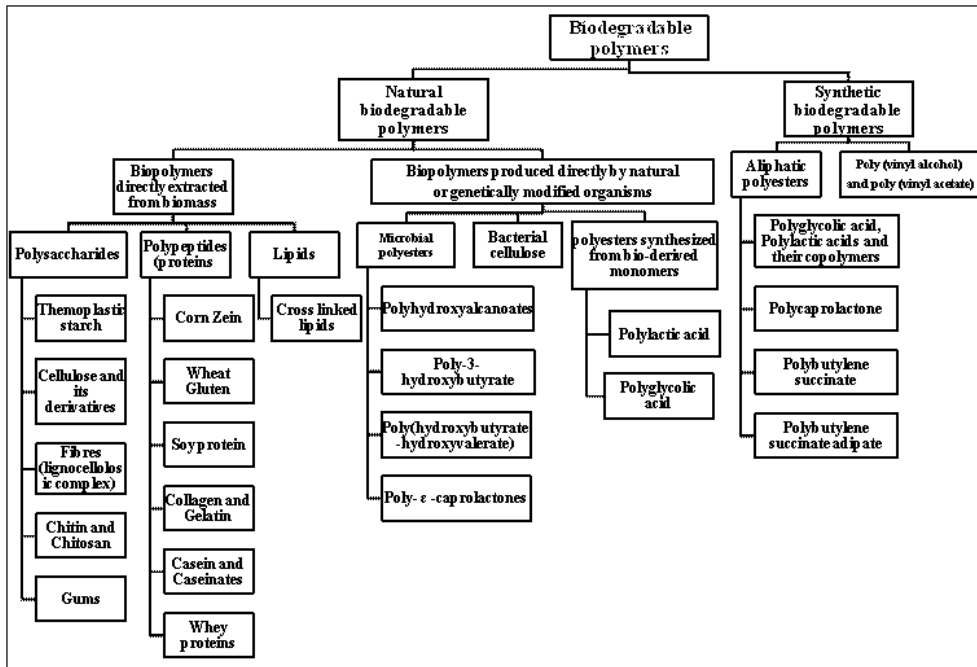 Biodegradable
polymers
Natural
biodegradable
polymers
Synthetic
biodegradable
polymers
Biopolymers
directly extracted
from biomass
Biopolymers produced directly by natural
or genetically modified organisms
Aliphatic
polyesters
Poly (vinyl alcohol)
and poly (vinyl acetate)
Polysaccharides
Polypeptides
(proteins
Lipids
Microbial
polyesters
Bacterial
cellulose
polyesters synthesized
from bio-derived
monomers
Themoplastic
starch
Cellulose and
its derivatives
Fibres
(lignocellolos
ic complex)
Chitin and
Chitosan
Gums
Corn Zein
Wheat
Gluten
Soy protein
Collagen and
Gelatin
Casein and
Caseinates
Whey
proteins
Cross linked
lipids
Polyhydroxyalcanoates
Poly-3-
hydroxybutyrate
Poly(hydroxybutyrate
-hydroxyvalerate)
Poly- ε -caprolactones
Polylactic acid
Polyglycolic
acid
Polyglycolic acid,
Polylactic acids and
their copolymers
Polycaprolactone
Polybutylene
succinate
Polybutylene
succinate adipate